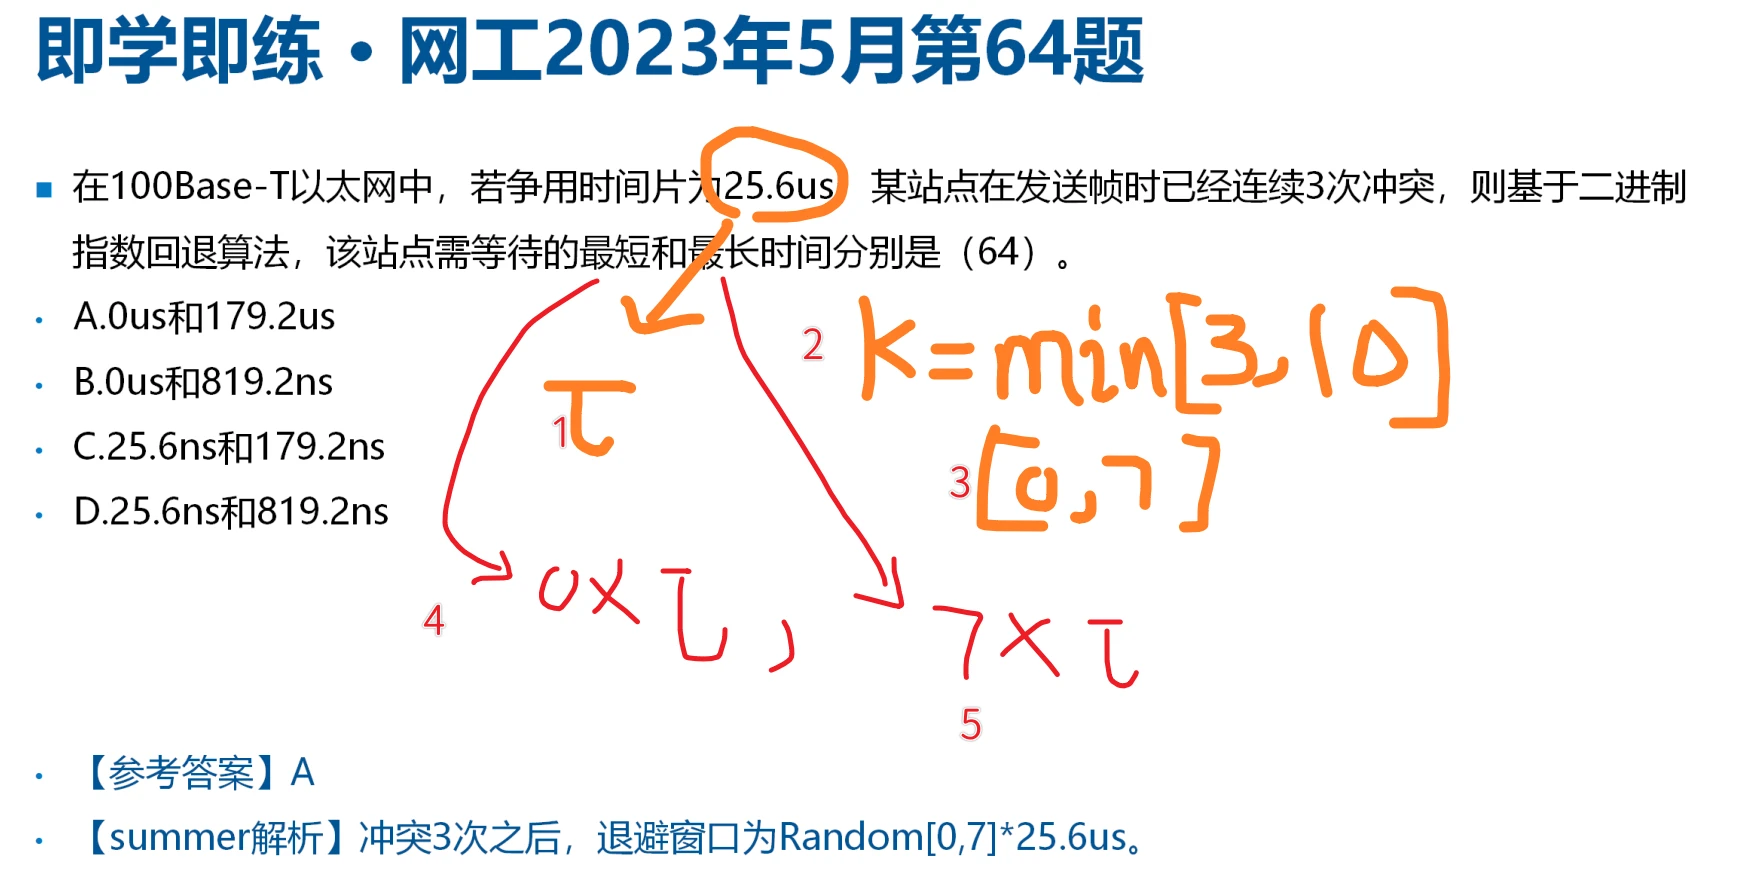 即学即练·网工2023年5月第64题
■ 在100Base-T以太网中，若争用时间片为25.6us 某站点在发送帧时已经连续3次冲突，则基于二进制
指数回退算法，该站点需等待的最短和最长时间分别是（64）。
• A.0us和179.2us
• B.0us和819.2ns
• C.25.6ns和179.2ns
• D.25.6ns和819.2ns
2 K=min[3,10]
1 τ
3 [0,7]
4 0×τ,
7×τ
5
• 【参考答案】A
• 【summer解析】冲突3次之后，退避窗口为Random[0,7]*25.6us。